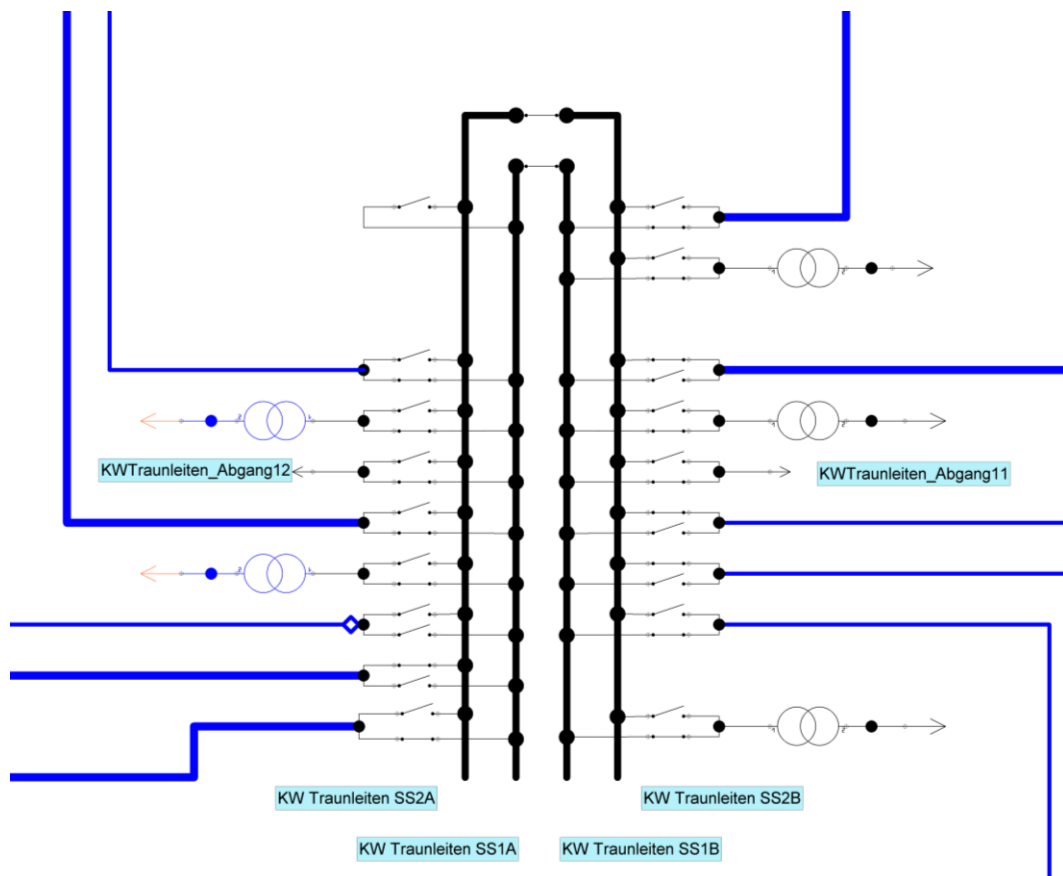 KWTraunleiten_Abgang12
KWTraunleiten_Abgang11
KW Traunleiten SS2A
KW Traunleiten SS2B
KW Traunleiten SS1A
KW Traunleiten SS1B